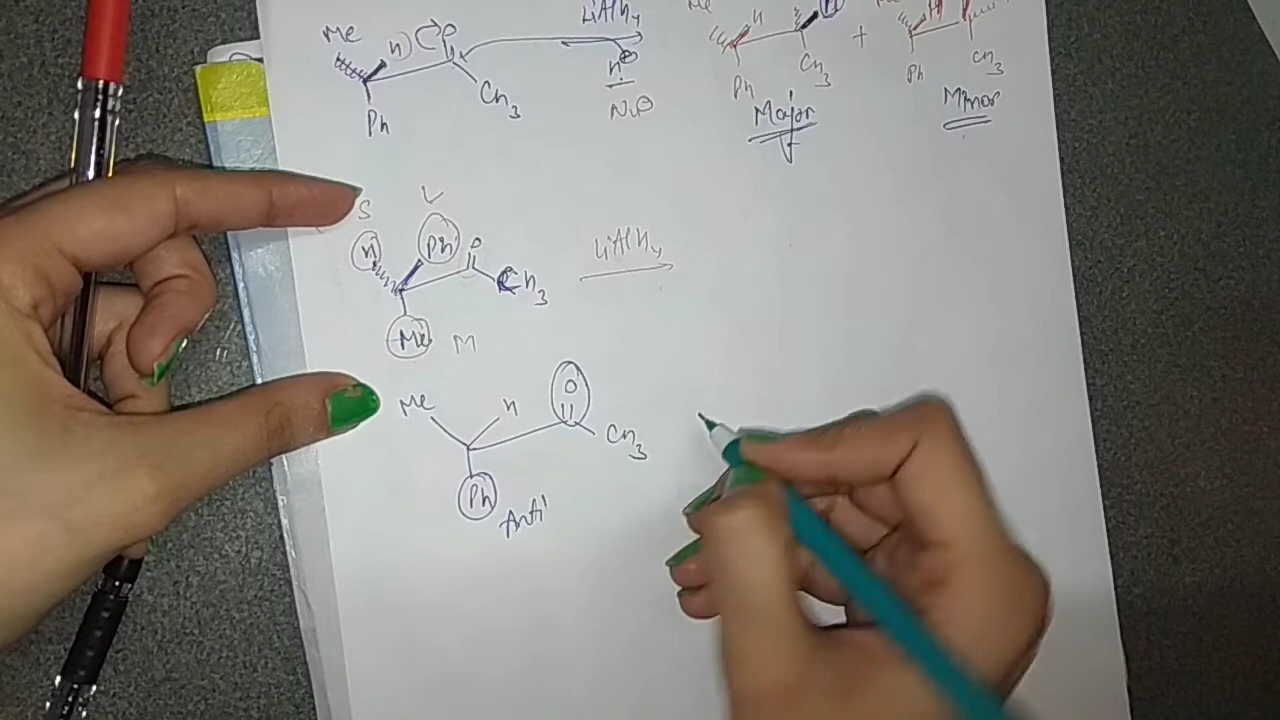 Me H O LiAlH4 Me H H
CH3 H⊖ + CH3 CH3
Ph Nu⊖ Ph Ph
Major Minor
S L
H Ph O LiAlH4
CH3
Me M
Me H O
CH3
Ph Anti